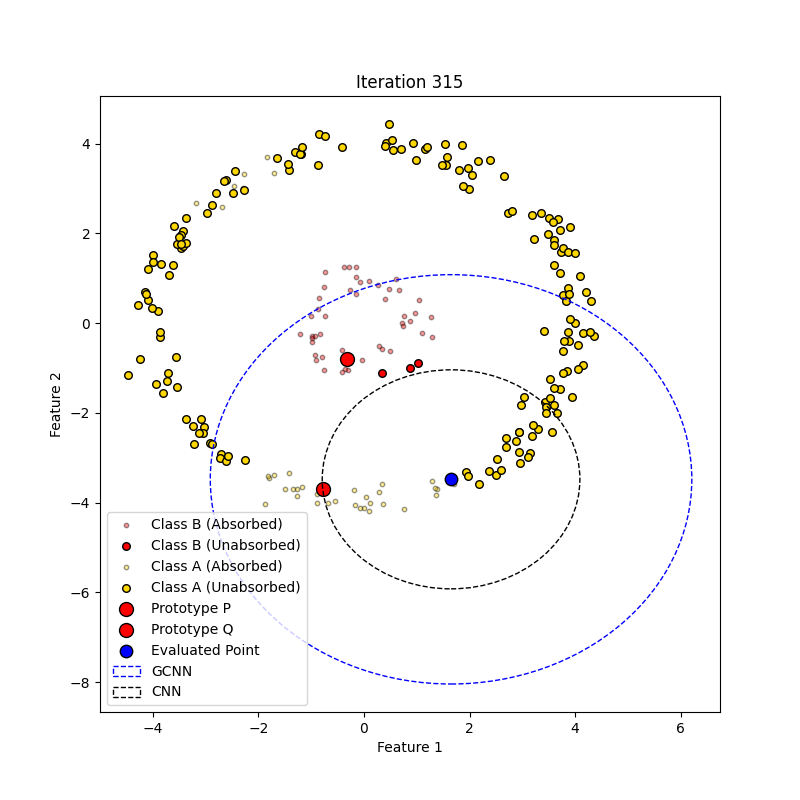 Iteration 315
4
2
0
−2
−4
−6
−8
Feature 2
Class B (Absorbed)
Class B (Unabsorbed)
Class A (Absorbed)
Class A (Unabsorbed)
Prototype P
Prototype Q
Evaluated Point
GCNN
CNN
−4 −2 0 2 4 6
Feature 1